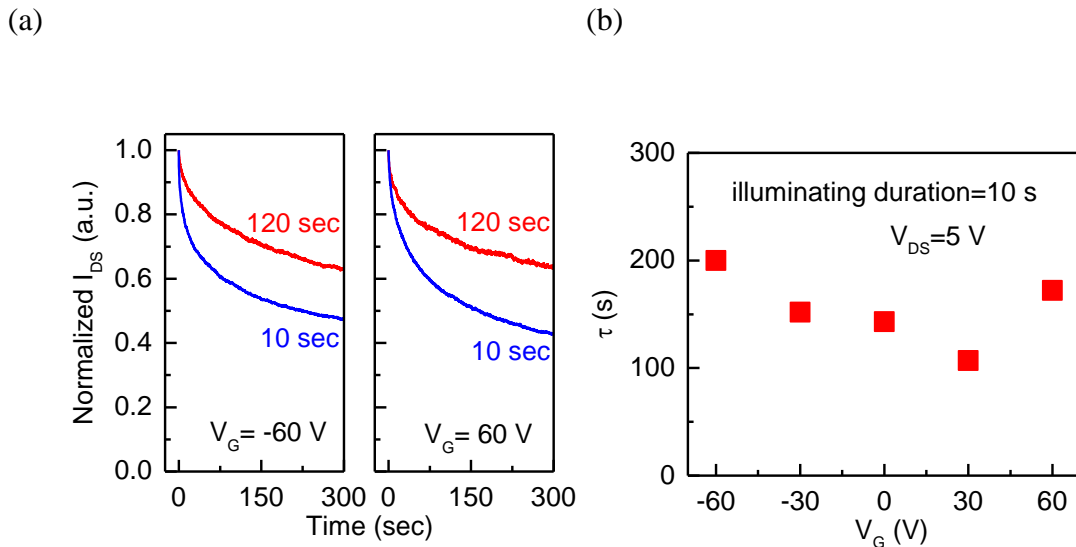 (a)
(b)
Normalized I_DS (a.u.)
1.0
0.8
0.6
0.4
0.2
0.0
120 sec
10 sec
V_G= -60 V
0 150 300
120 sec
10 sec
V_G= 60 V
0 150 300
Time (sec)
τ (s)
300
200
100
0
illuminating duration=10 s
V_DS=5 V
-60 -30 0 30 60
V_G (V)